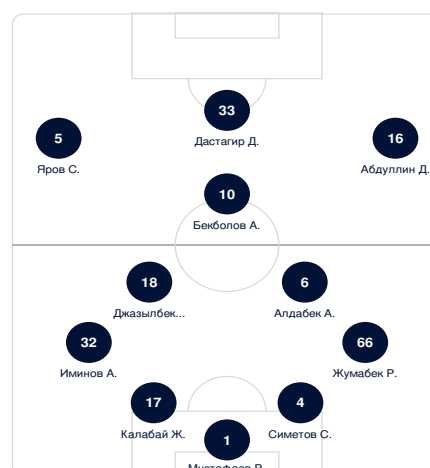 33
Дастагир Д.
5
Яров С.
16
Абдуллин Д.
10
Бекболов А.
18
Джазылбек...
6
Алдабек А.
32
Иминов А.
66
Жумабек Р.
17
Калабай Ж.
4
Симетов С.
1